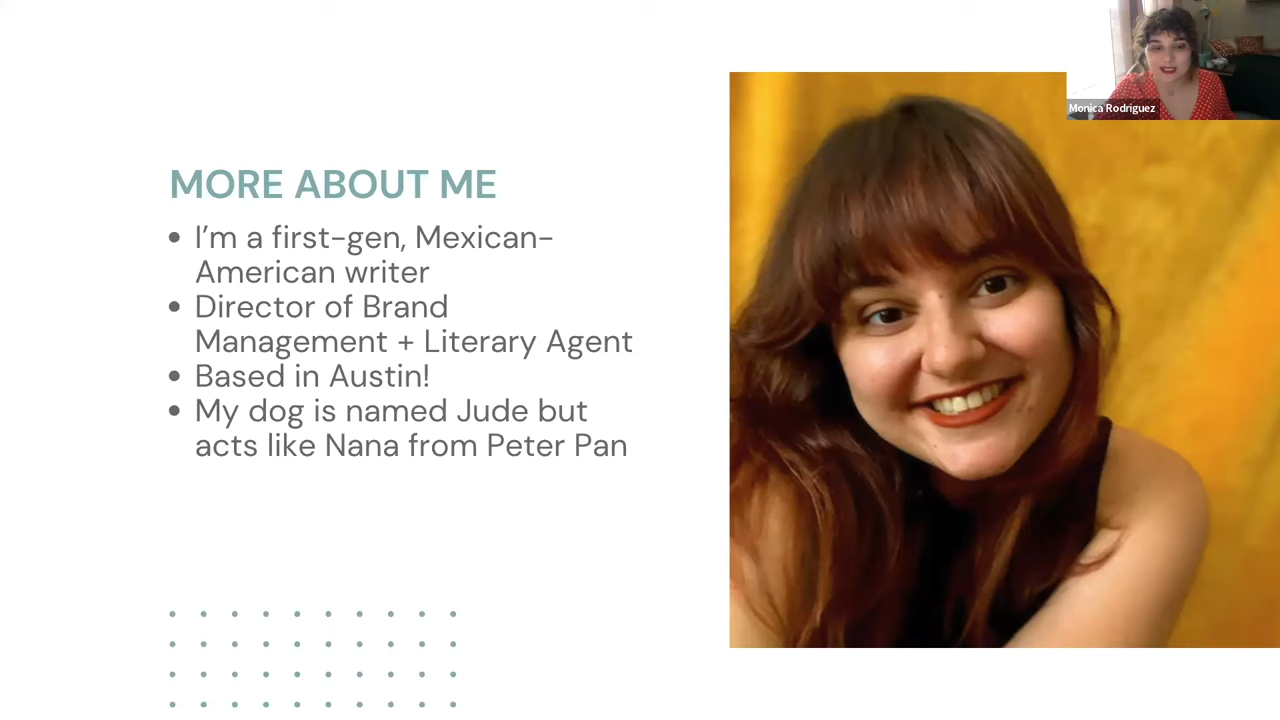 Monica Rodriguez
MORE ABOUT ME
• I’m a first-gen, Mexican-
American writer
• Director of Brand
Management + Literary Agent
• Based in Austin!
• My dog is named Jude but
acts like Nana from Peter Pan